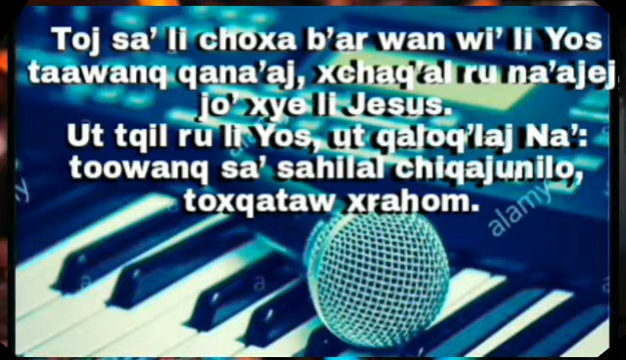 Toj sa' li choxa b'ar wan wi' li Yos
taawanq qana'aj, xchaq'al ru na'ajej,
jo' xye li Jesus.
Ut tqil ru li Yos, ut qaloq'laj Na':
toowanq sa' sahilal chiqajunilo,
toxqataw xrahom.
alamy